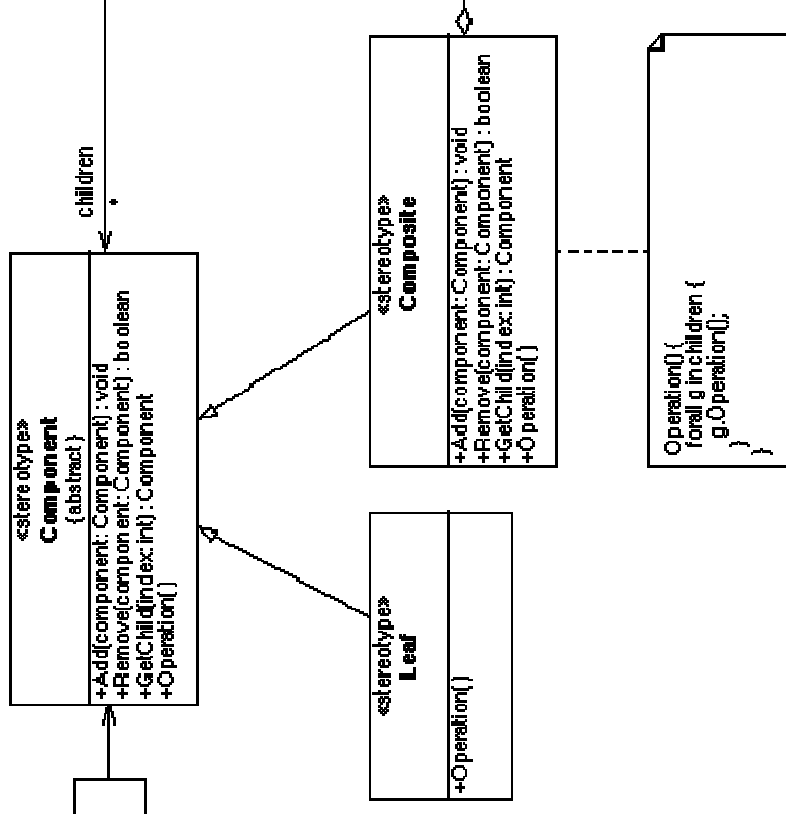 children
*
«stereotype»
Component
{abstract}
+Add(component: Component) : void
+Remove(component: Component) : boolean
+GetChild(index: int) : Component
+Operation()
«stereotype»
Leaf
+Operation()
«stereotype»
Composite
+Add(component: Component) : void
+Remove(component: Component) : boolean
+GetChild(index: int) : Component
+Operation()
Operation() {
forall g in children {
g.Operation();
}
}